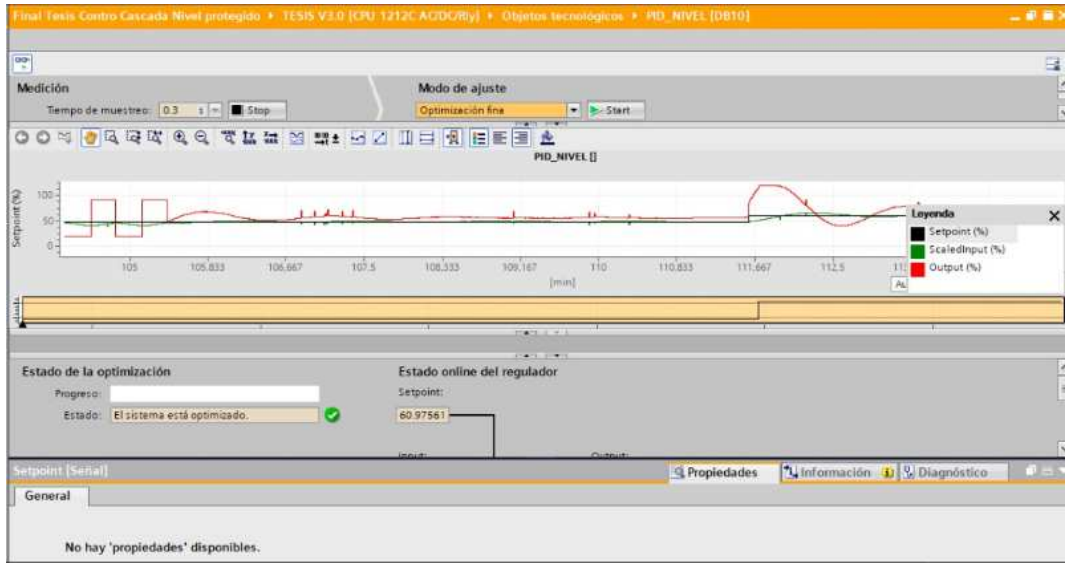 Final Tesis Contro Cascada Nivel protegido ▸ TESIS V3.0 [CPU 1212C AC/DC/Rly] ▸ Objetos tecnológicos ▸ PID_NIVEL [DB10]
Medición
Modo de ajuste
Tiempo de muestreo: 0.3 s Stop
Optimización fina Start
PID_NIVEL []
Setpoint (%)
100
50
0
105 105,833 106,667 107,5 108,333 109,167 110 110,833 111,667 112,5
[min]
Leyenda
Setpoint (%)
ScaledInput (%)
Output (%)
Estado de la optimización
Estado online del regulador
Progreso:
Setpoint:
Estado: El sistema está optimizado.
60.97561
Input:
Output:
Setpoint [Señal]
Propiedades Información Diagnóstico
General
No hay 'propiedades' disponibles.